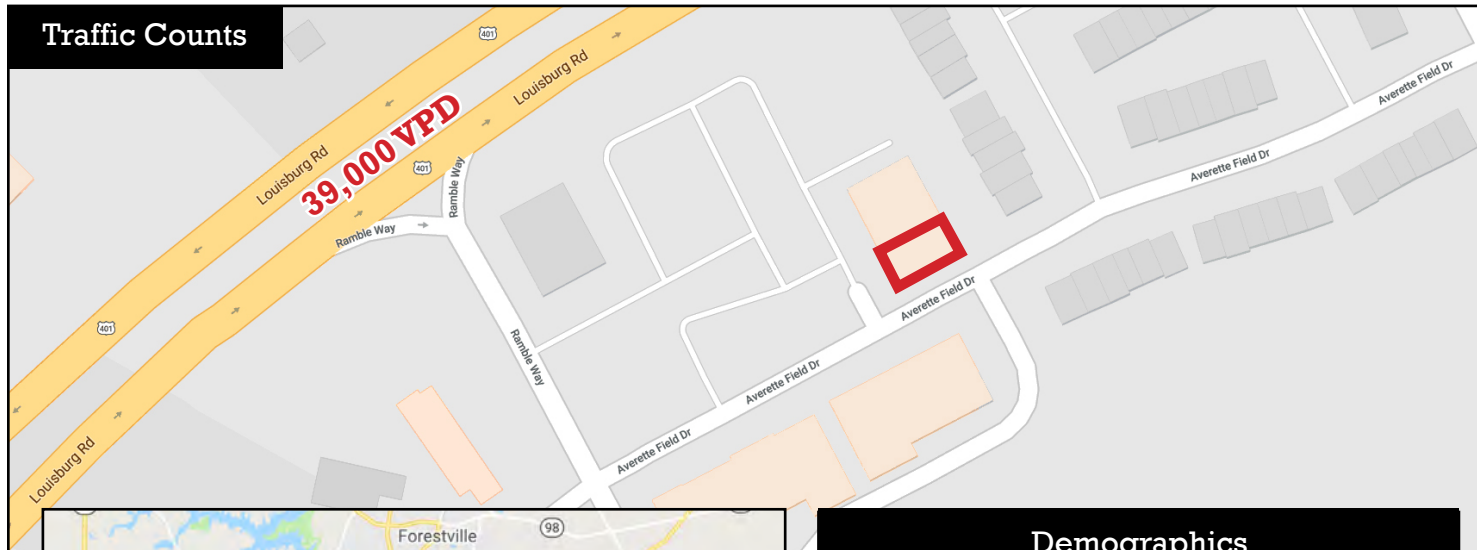 Traffic Counts
401
Louisburg Rd
Averette Field Dr
39,000 VPD
Louisburg Rd
401
Ramble Way
Averette Field Dr
Ramble Way
Averette Field Dr
401
Ramble Way
Averette Field Dr
Louisburg Rd
Averette Field Dr
Forestville
98
Demographics